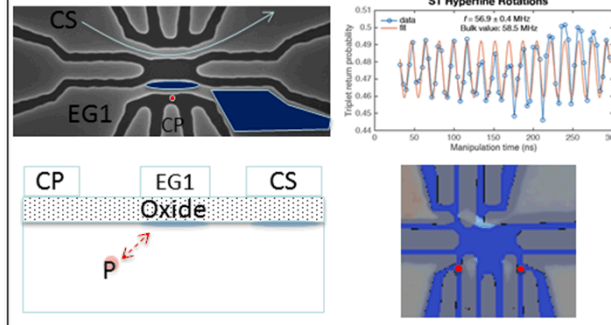 CS
EG1
CP
ST Hyperfine Rotations
data
fit
f = 56.9 ± 0.4 MHz
Bulk value: 58.5 MHz
Triplet return probability
0.51
0.5
0.49
0.48
0.47
0.46
0.45
0.44
0
50
100
150
200
250
Manipulation time (ns)
CP
EG1
CS
Oxide
P